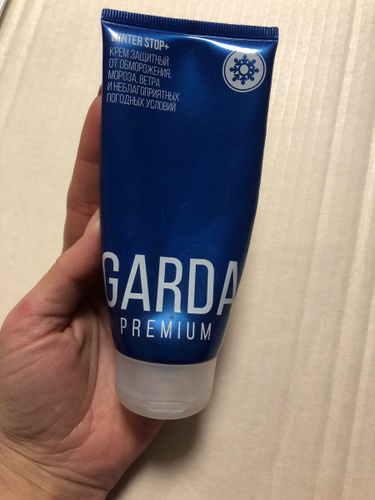 WINTER STOP+
КРЕМ ЗАЩИТНЫЙ
ОТ ОБМОРОЖЕНИЯ,
МОРОЗА, ВЕТРА
И НЕБЛАГОПРИЯТНЫХ
ПОГОДНЫХ УСЛОВИЙ
GARDA
PREMIUM